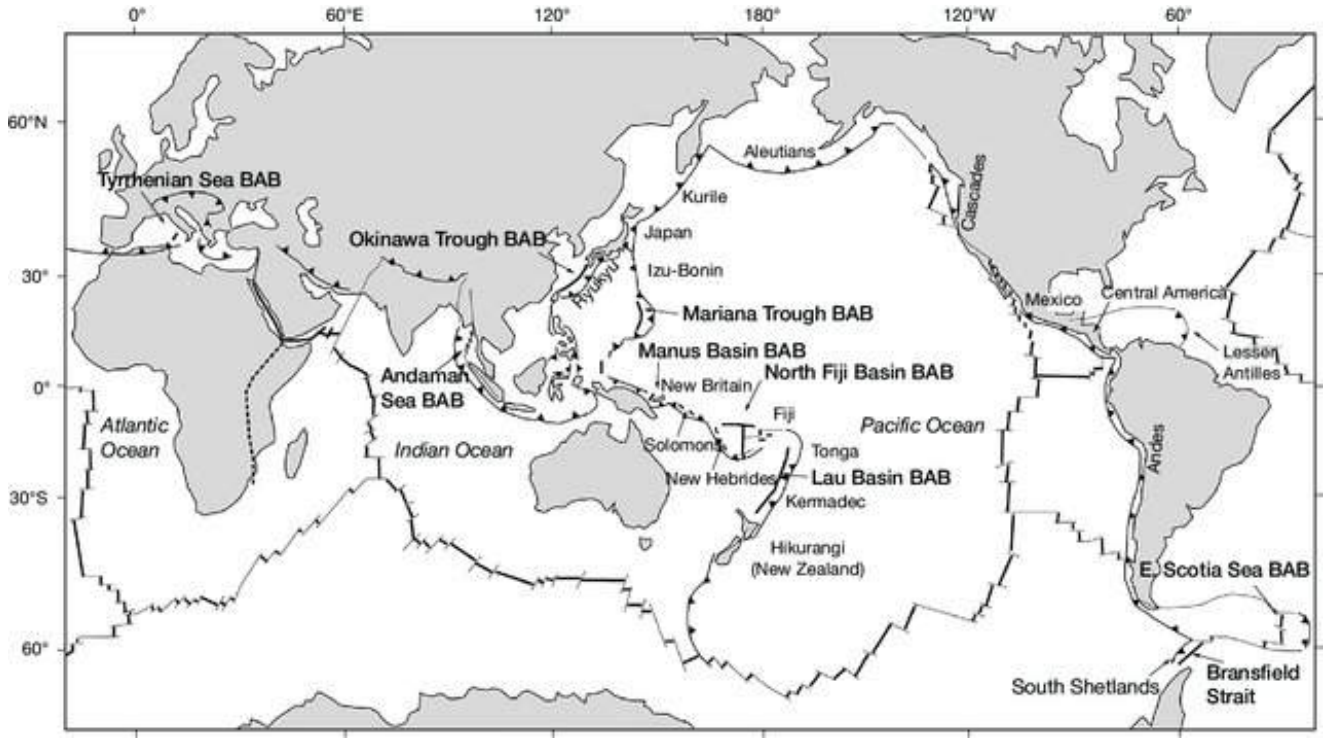 0° 60°E 120° 180° 120°W 60°
60°N
30°
0°
30°S
60°
Aleutians
Tyrrhenian Sea BAB
Kurile
Cascades
Okinawa Trough BAB
Japan
Ryukyu
Izu-Bonin
Mexico
Central America
Mariana Trough BAB
Manus Basin BAB
Lesser
Antilles
Andaman
Sea BAB
New Britain
North Fiji Basin BAB
Atlantic
Ocean
Indian Ocean
Fiji
Pacific Ocean
Solomons
Tonga
Andes
New Hebrides
Lau Basin BAB
Kermadec
Hikurangi
(New Zealand)
E. Scotia Sea BAB
South Shetlands
Bransfield
Strait